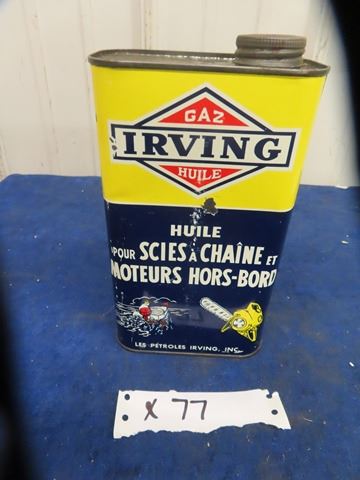 GAZ
IRVING
HUILE
HUILE
POUR SCIES À CHAÎNE ET
MOTEURS HORS-BORD
LES PÉTROLES IRVING, INC.
X 77